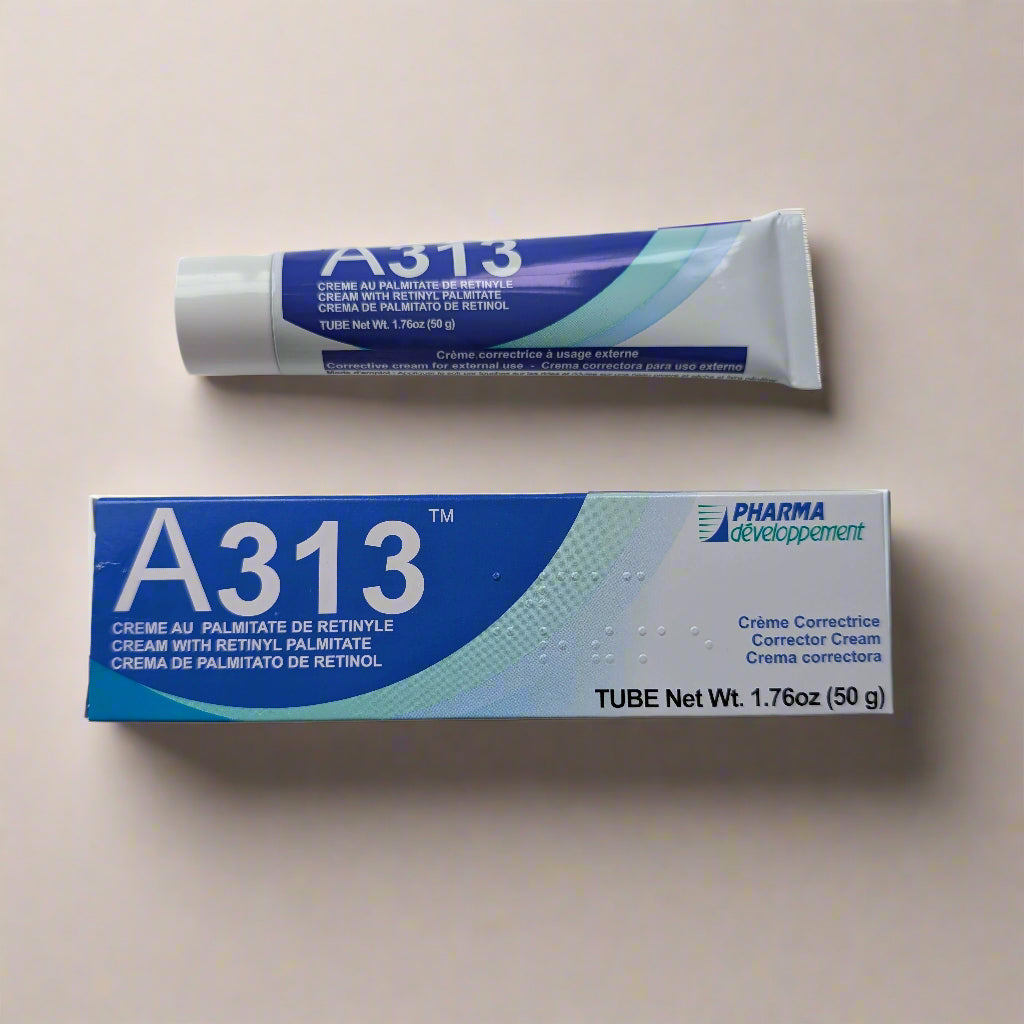 A313
CREME AU PALMITATE DE RETINYLE
CREAM WITH RETINYL PALMITATE
CREMA DE PALMITATO DE RETINOL
TUBE Net Wt. 1.76oz (50 g)
Crème correctrice à usage externe
Corrective cream for external use - Crema correctora para uso externo
A313™
CREME AU PALMITATE DE RETINYLE
CREAM WITH RETINYL PALMITATE
CREMA DE PALMITATO DE RETINOL
PHARMA
développement
Crème Correctrice
Corrector Cream
Crema correctora
TUBE Net Wt. 1.76oz (50 g)